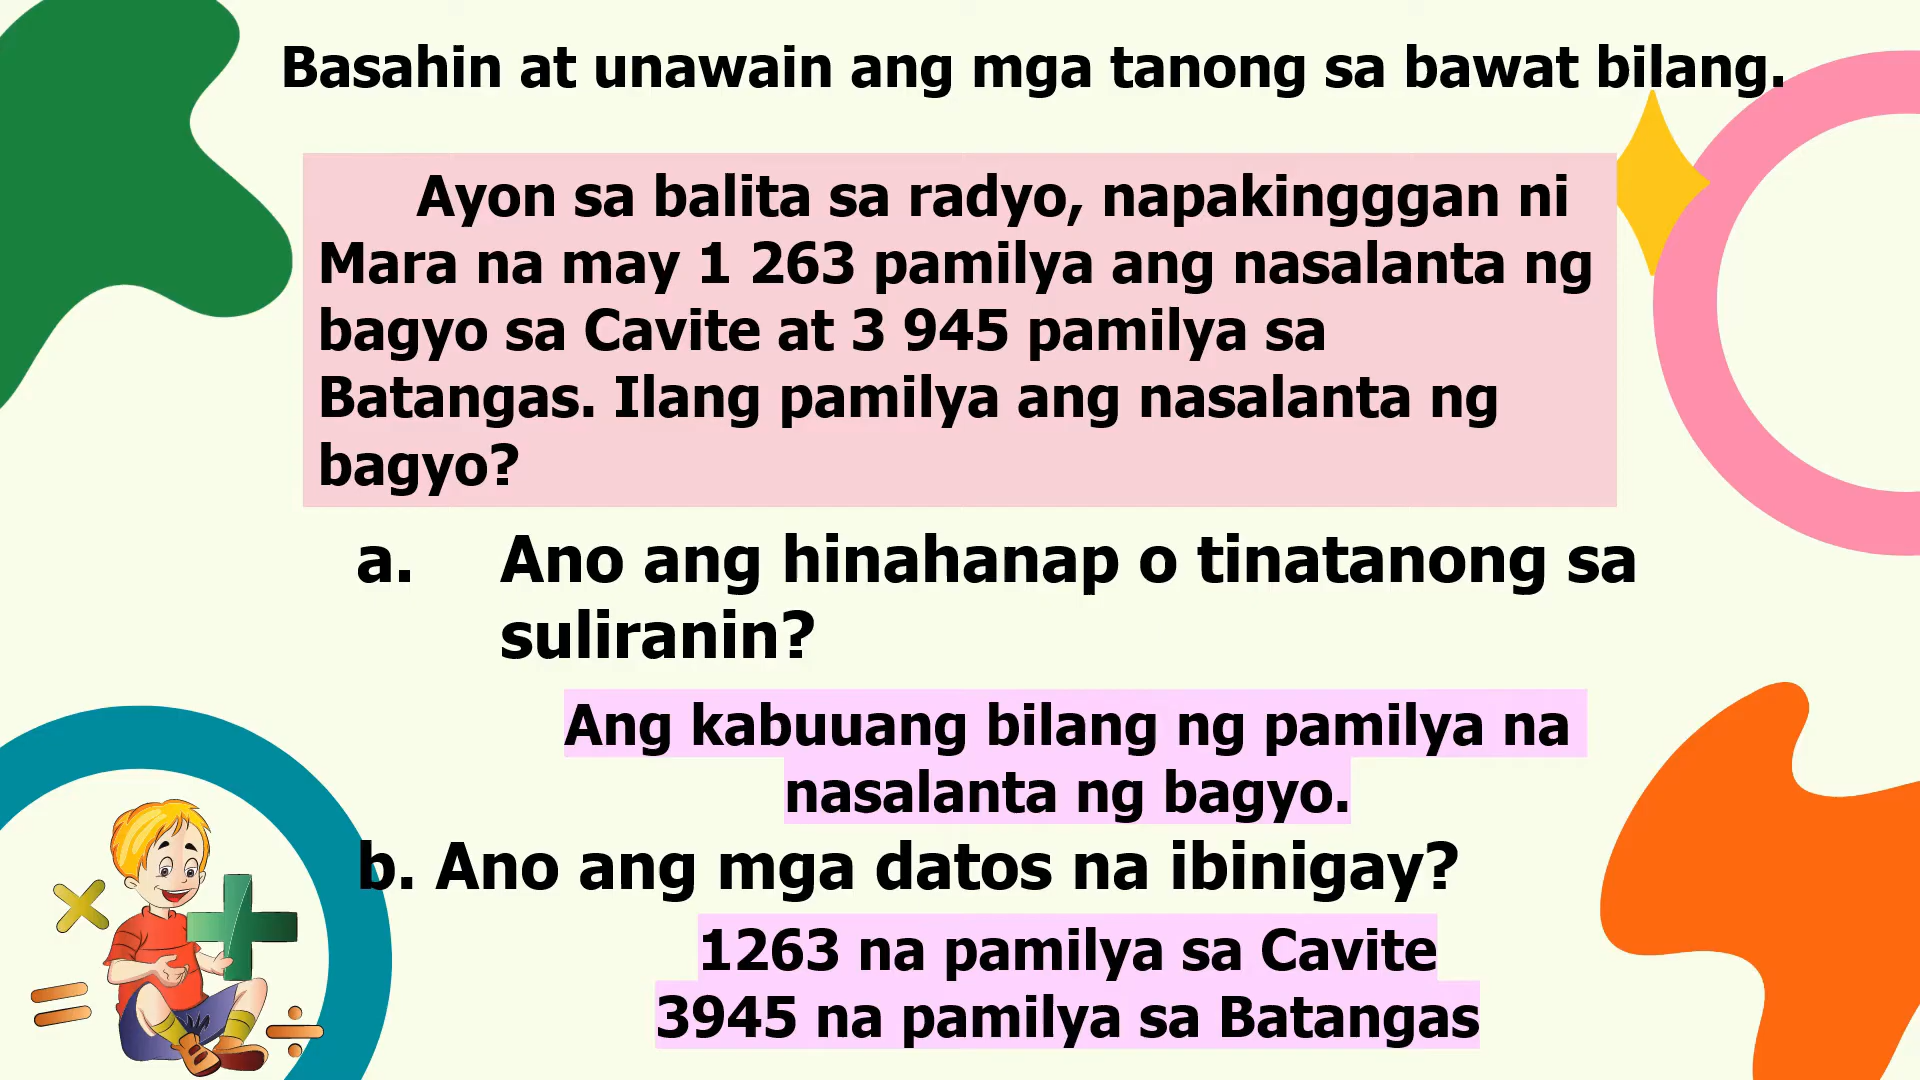 Basahin at unawain ang mga tanong sa bawat bilang.
Ayon sa balita sa radyo, napakingggan ni
Mara na may 1 263 pamilya ang nasalanta ng
bagyo sa Cavite at 3 945 pamilya sa
Batangas. Ilang pamilya ang nasalanta ng
bagyo?
a. Ano ang hinahanap o tinatanong sa
suliranin?
Ang kabuuang bilang ng pamilya na
nasalanta ng bagyo.
b. Ano ang mga datos na ibinigay?
1263 na pamilya sa Cavite
3945 na pamilya sa Batangas